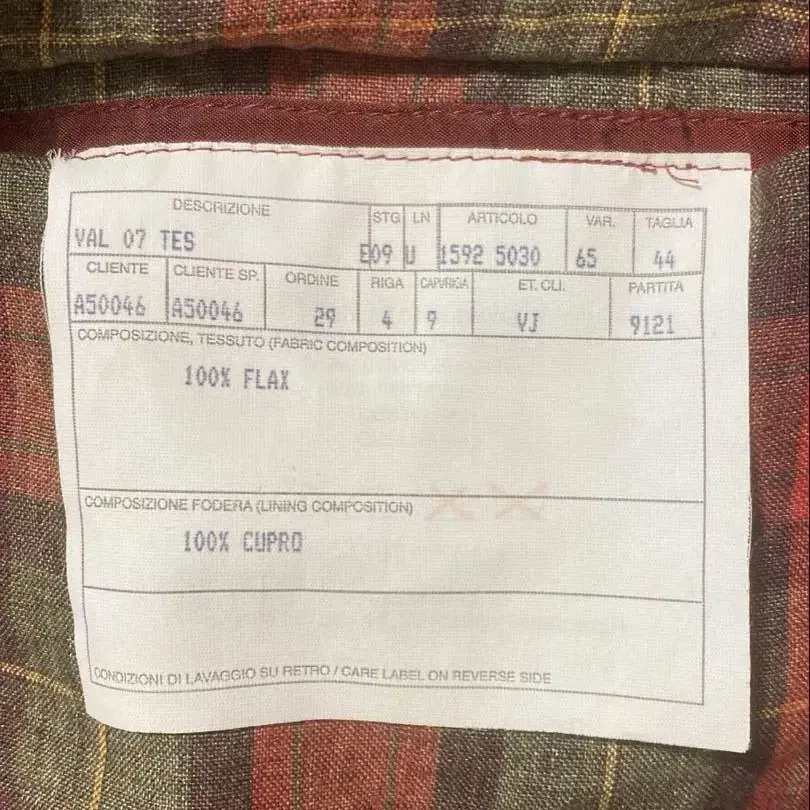 DESCRIZIONE STG LN ARTICOLO VAR. TAGLIA
VAL 07 TES E09 U 1592 5030 65 44
CLIENTE CLIENTE SP. ORDINE RIGA CAPI/RIGA ET. CLI. PARTITA
A50046 A50046 29 4 9 VJ 9121
COMPOSIZIONE, TESSUTO (FABRIC COMPOSITION)
100% FLAX
COMPOSIZIONE FODERA (LINING COMPOSITION)
100% CUPRO
CONDIZIONI DI LAVAGGIO SU RETRO / CARE LABEL ON REVERSE SIDE